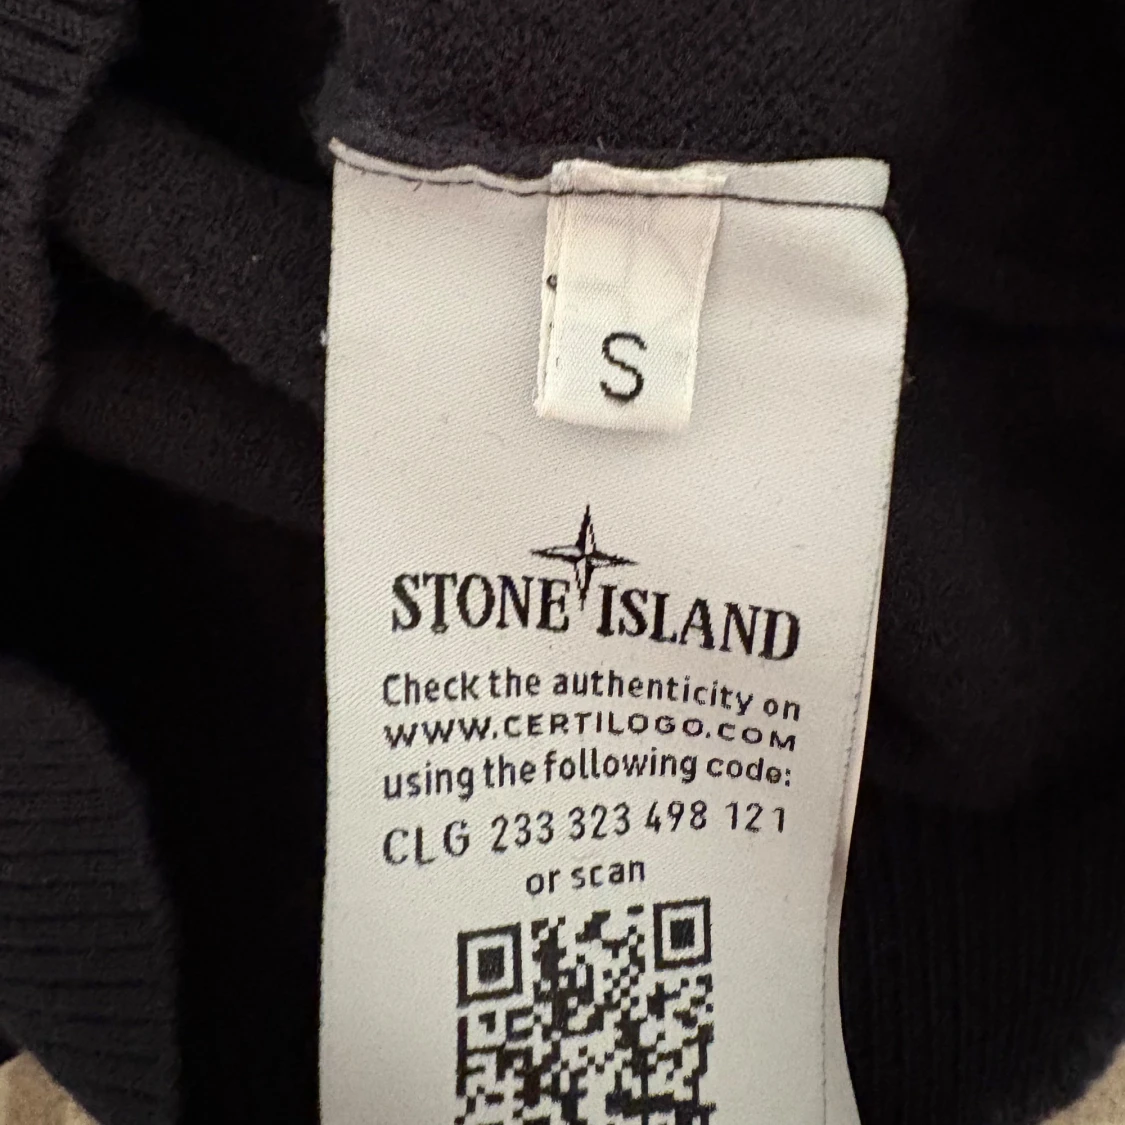 S
STONE ISLAND
Check the authenticity on
WWW.CERTILOGO.COM
using the following code:
CLG 233 323 498 121
or scan